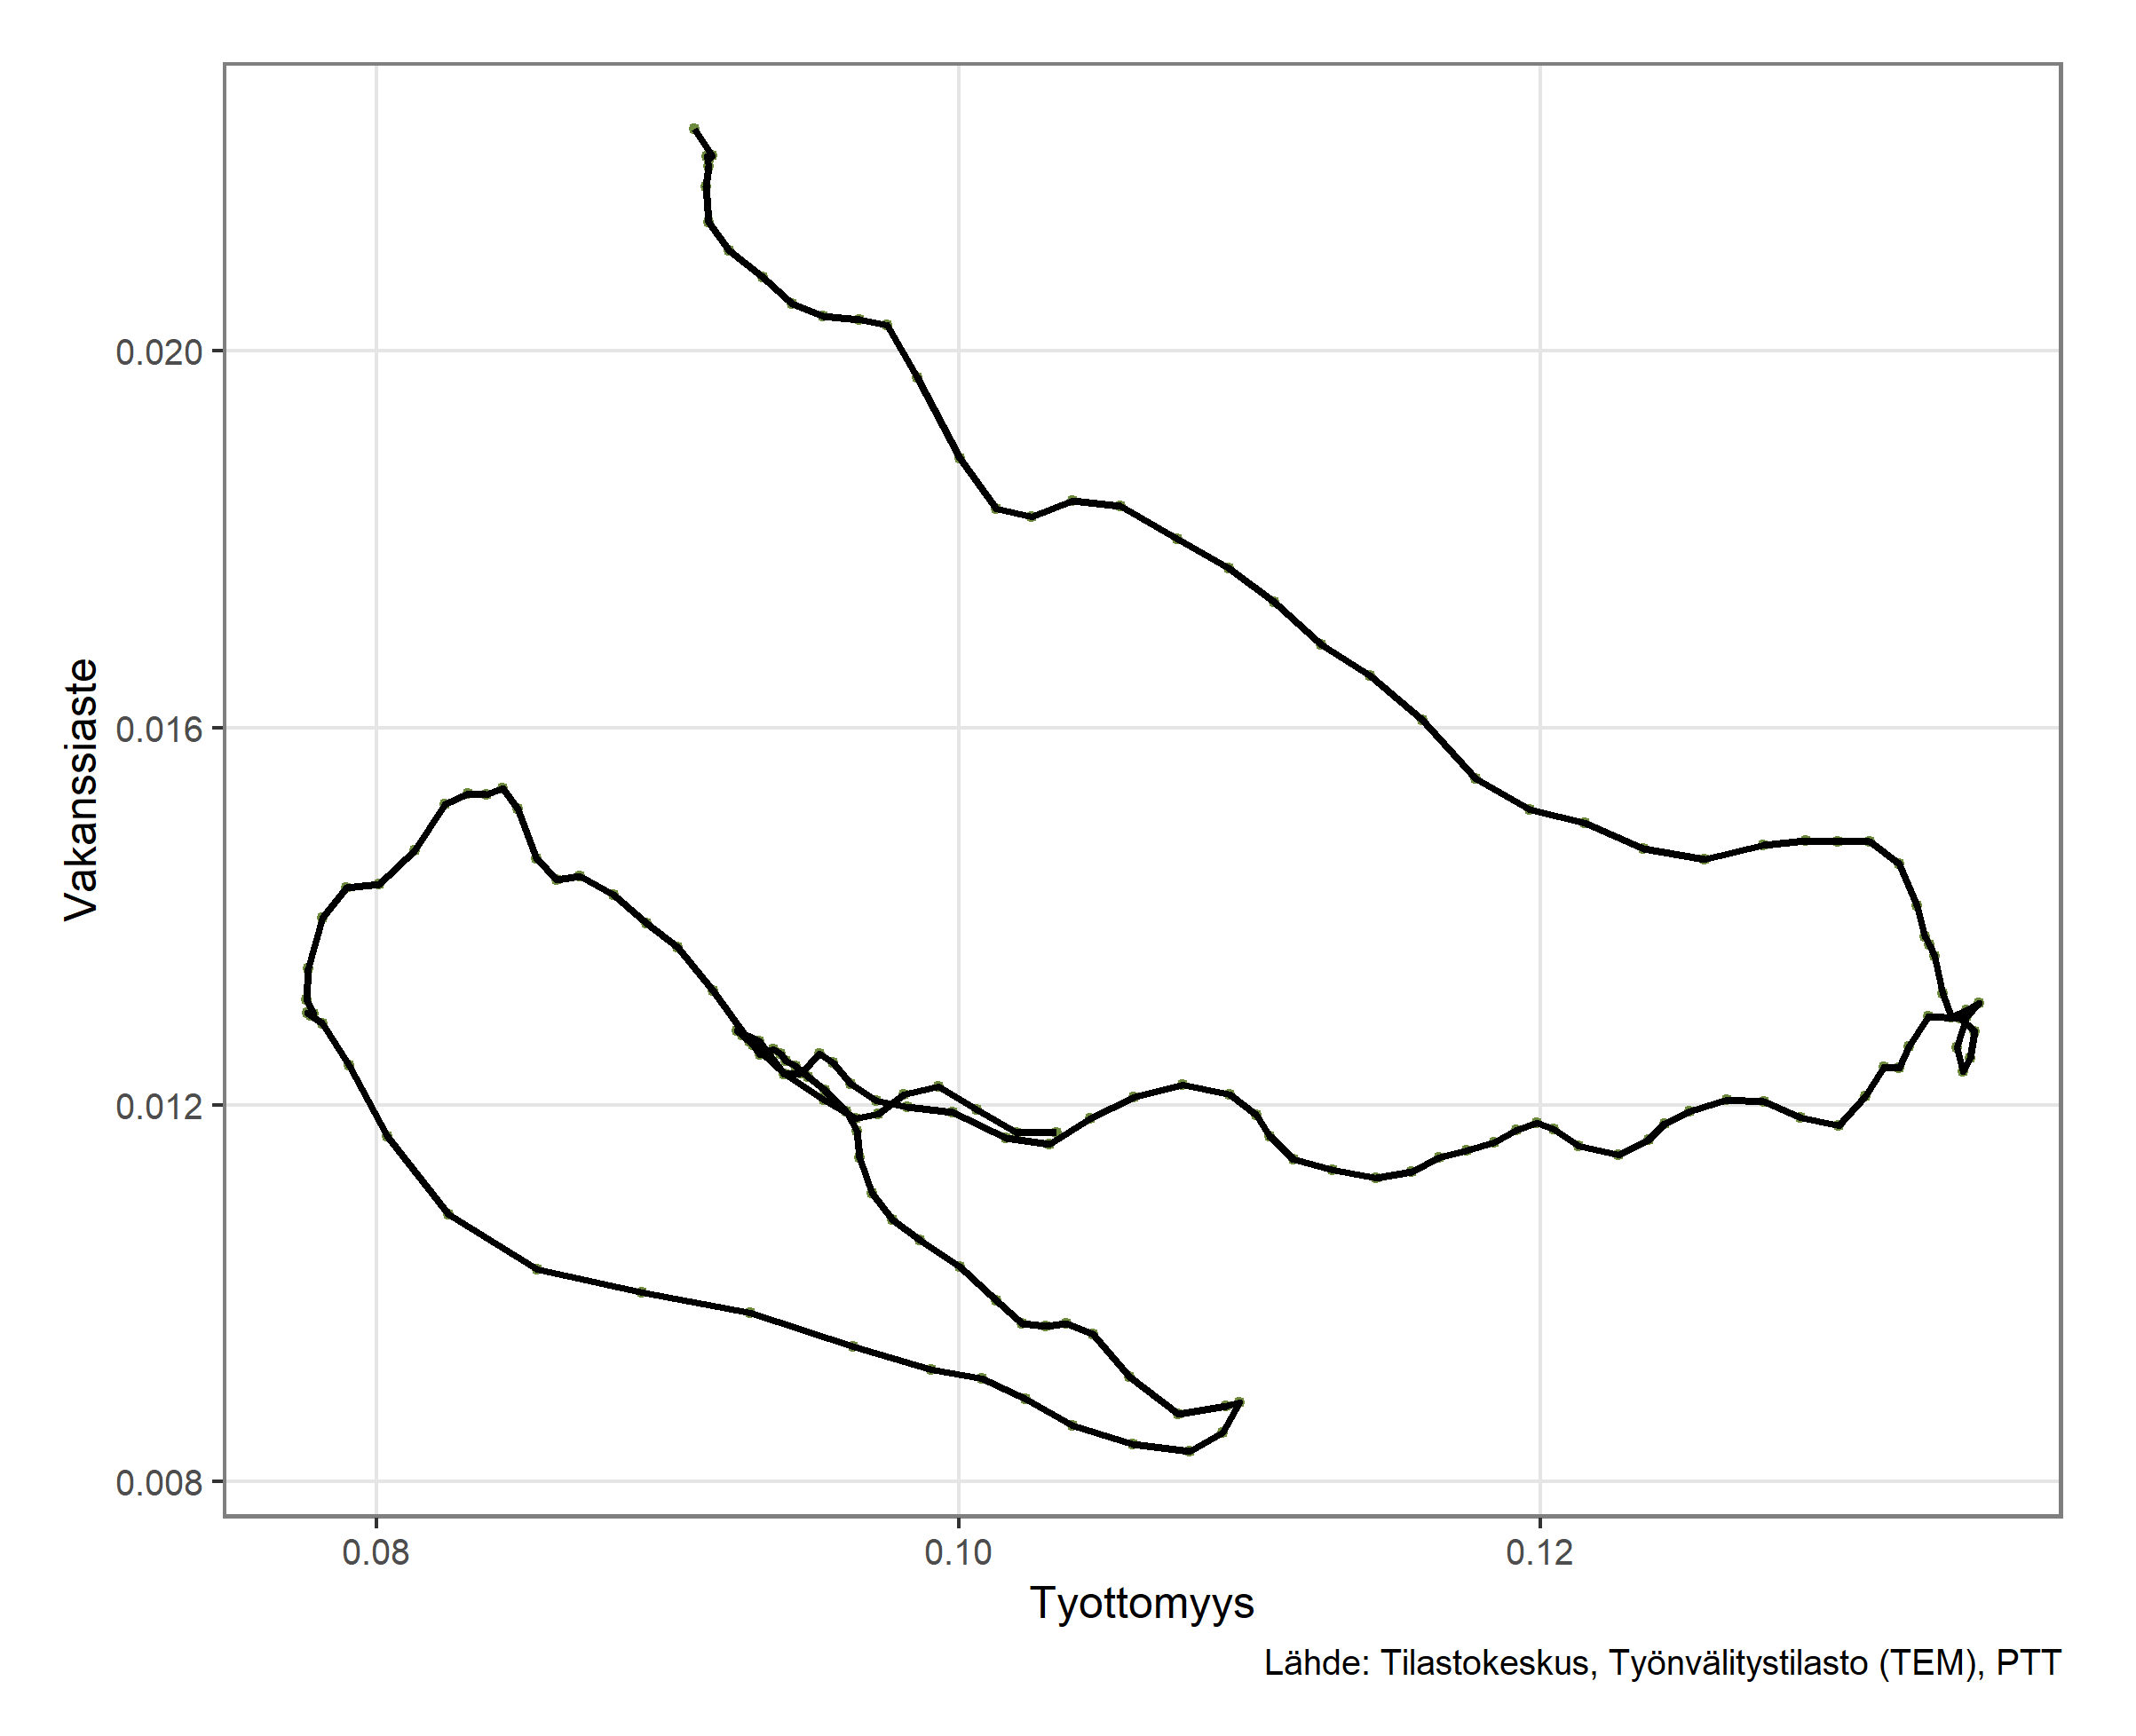 0.020
0.016
0.012
0.008
Vakanssiaste
0.08 0.10 0.12
Tyottomyys
Lähde: Tilastokeskus, Työnvälitystilasto (TEM), PTT